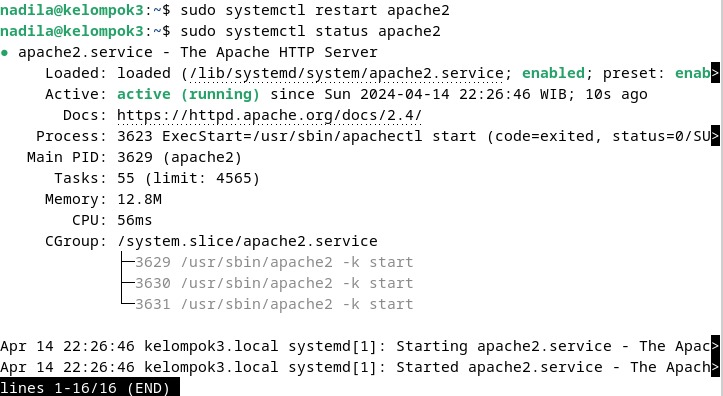 nadila@kelompok3:~$ sudo systemctl restart apache2
nadila@kelompok3:~$ sudo systemctl status apache2
● apache2.service - The Apache HTTP Server
     Loaded: loaded (/lib/systemd/system/apache2.service; enabled; preset: enab>
     Active: active (running) since Sun 2024-04-14 22:26:46 WIB; 10s ago
       Docs: https://httpd.apache.org/docs/2.4/
    Process: 3623 ExecStart=/usr/sbin/apachectl start (code=exited, status=0/SU>
   Main PID: 3629 (apache2)
      Tasks: 55 (limit: 4565)
     Memory: 12.8M
        CPU: 56ms
     CGroup: /system.slice/apache2.service
             ├─3629 /usr/sbin/apache2 -k start
             ├─3630 /usr/sbin/apache2 -k start
             └─3631 /usr/sbin/apache2 -k start

Apr 14 22:26:46 kelompok3.local systemd[1]: Starting apache2.service - The Apac>
Apr 14 22:26:46 kelompok3.local systemd[1]: Started apache2.service - The Apach>
lines 1-16/16 (END)